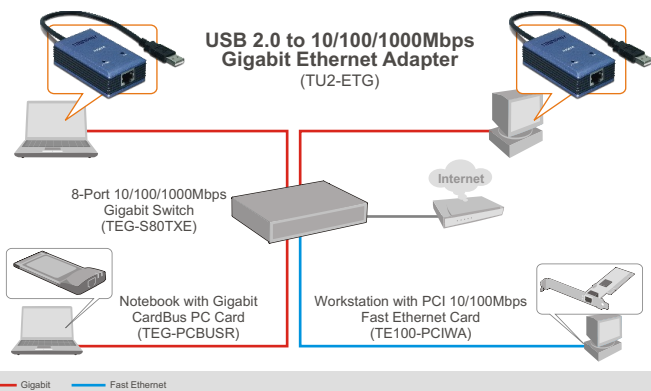 USB 2.0 to 10/100/1000Mbps
Gigabit Ethernet Adapter
(TU2-ETG)
Internet
8-Port 10/100/1000Mbps
Gigabit Switch
(TEG-S80TXE)
Notebook with Gigabit
CardBus PC Card
(TEG-PCBUSR)
Workstation with PCI 10/100Mbps
Fast Ethernet Card
(TE100-PCIWA)
Gigabit
Fast Ethernet